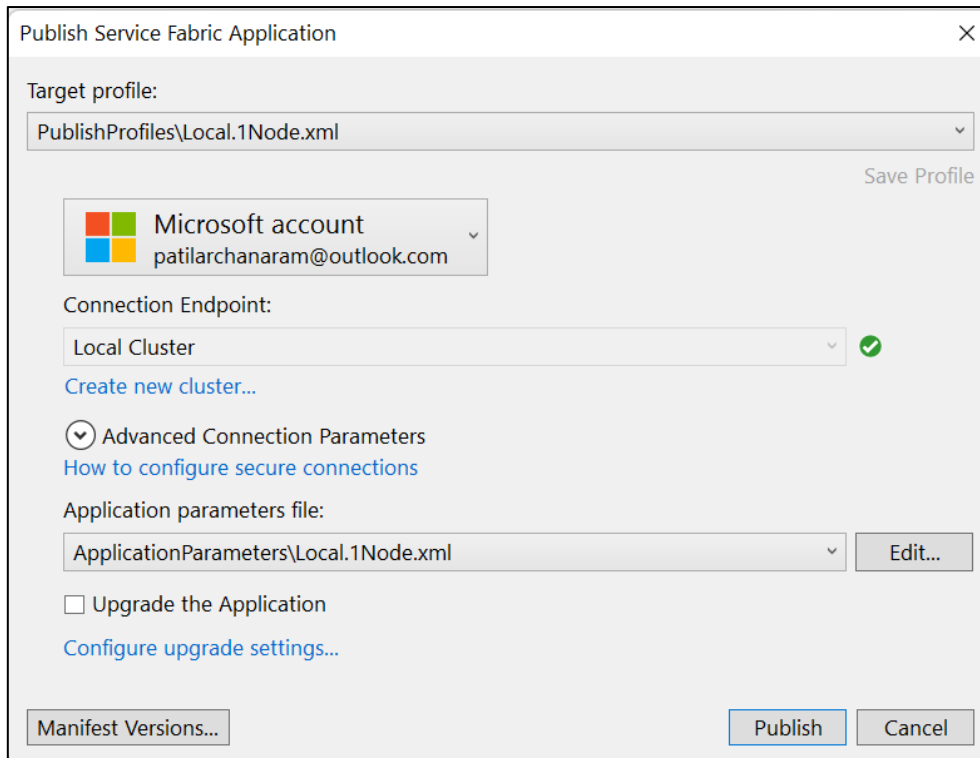 Publish Service Fabric Application
Target profile:
PublishProfiles\Local.1Node.xml
Save Profile
Microsoft account
patilarchanaram@outlook.com
Connection Endpoint:
Local Cluster
Create new cluster...
Advanced Connection Parameters
How to configure secure connections
Application parameters file:
ApplicationParameters\Local.1Node.xml
Edit...
Upgrade the Application
Configure upgrade settings...
Manifest Versions...
Publish
Cancel